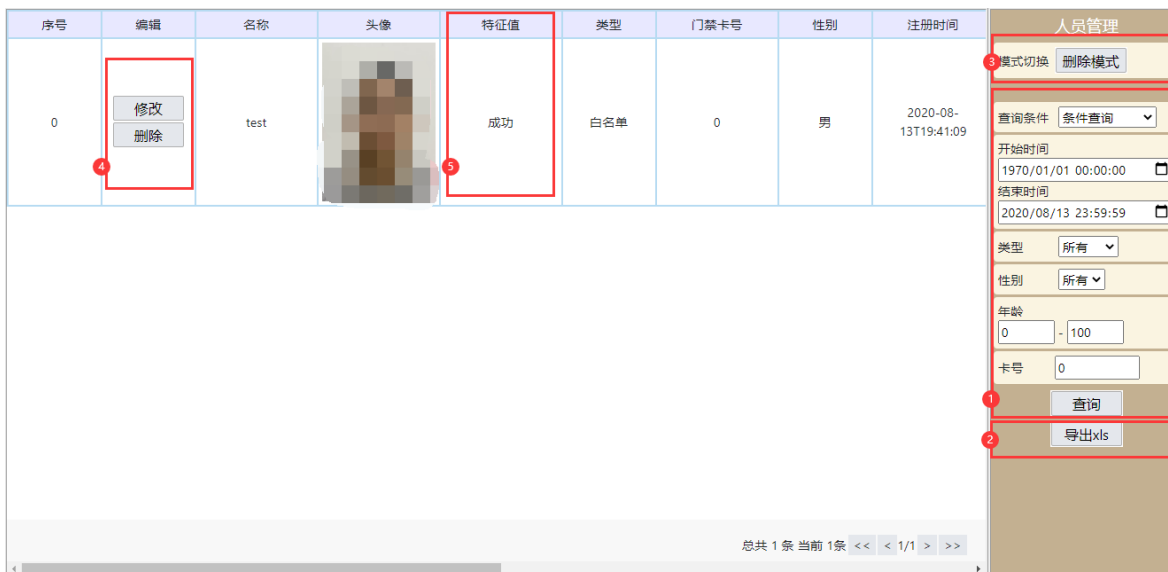 序号 编辑 名称 头像 特征值 类型 门禁卡号 性别 注册时间
0 修改 test 成功 白名单 0 男 2020-08-
删除 13T19:41:09
4
5
总共 1 条 当前 1条 << < 1/1 > >>
人员管理
3 模式切换 删除模式
查询条件 条件查询
开始时间
1970/01/01 00:00:00
结束时间
2020/08/13 23:59:59
类型 所有
性别 所有
年龄
0 - 100
卡号 0
1 查询
2 导出xls